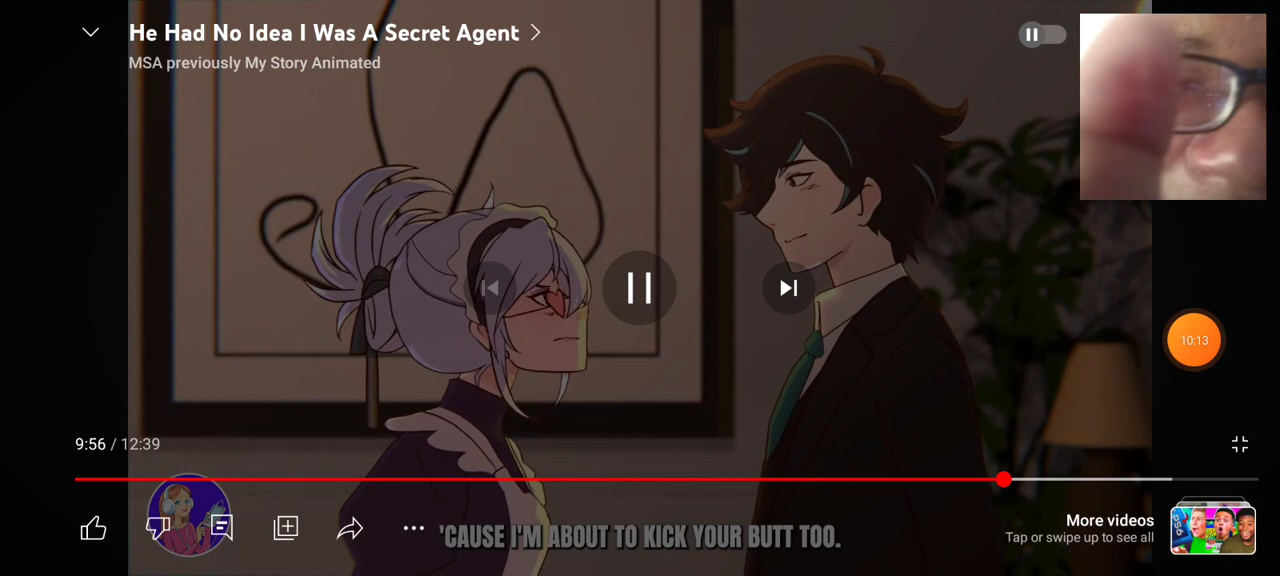 He Had No Idea I Was A Secret Agent
MSA previously My Story Animated
10:13
9:56 / 12:39
'CAUSE I'M ABOUT TO KICK YOUR BUTT TOO.
More videos
Tap or swipe up to see all